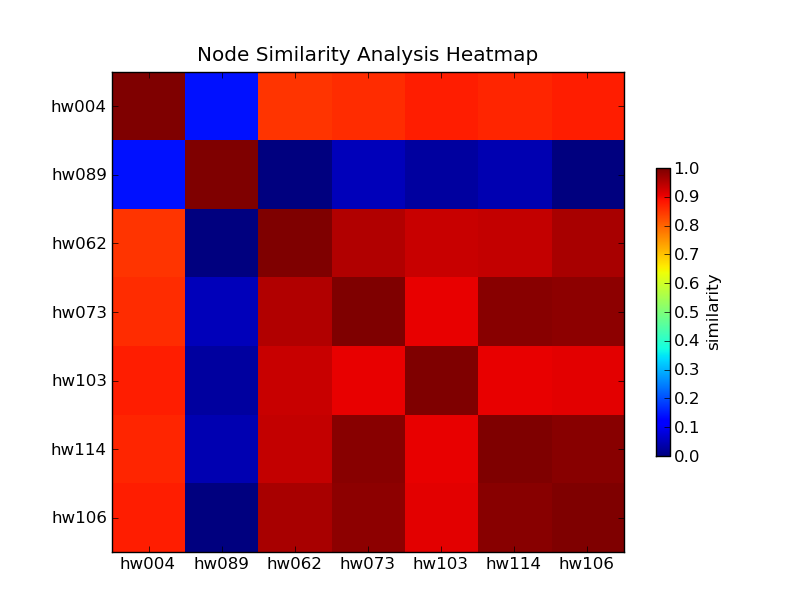 Node Similarity Analysis Heatmap
hw004
hw089
hw062
hw073
hw103
hw114
hw106
hw004 hw089 hw062 hw073 hw103 hw114 hw106
1.0
0.9
0.8
0.7
0.6
0.5
0.4
0.3
0.2
0.1
0.0
similarity